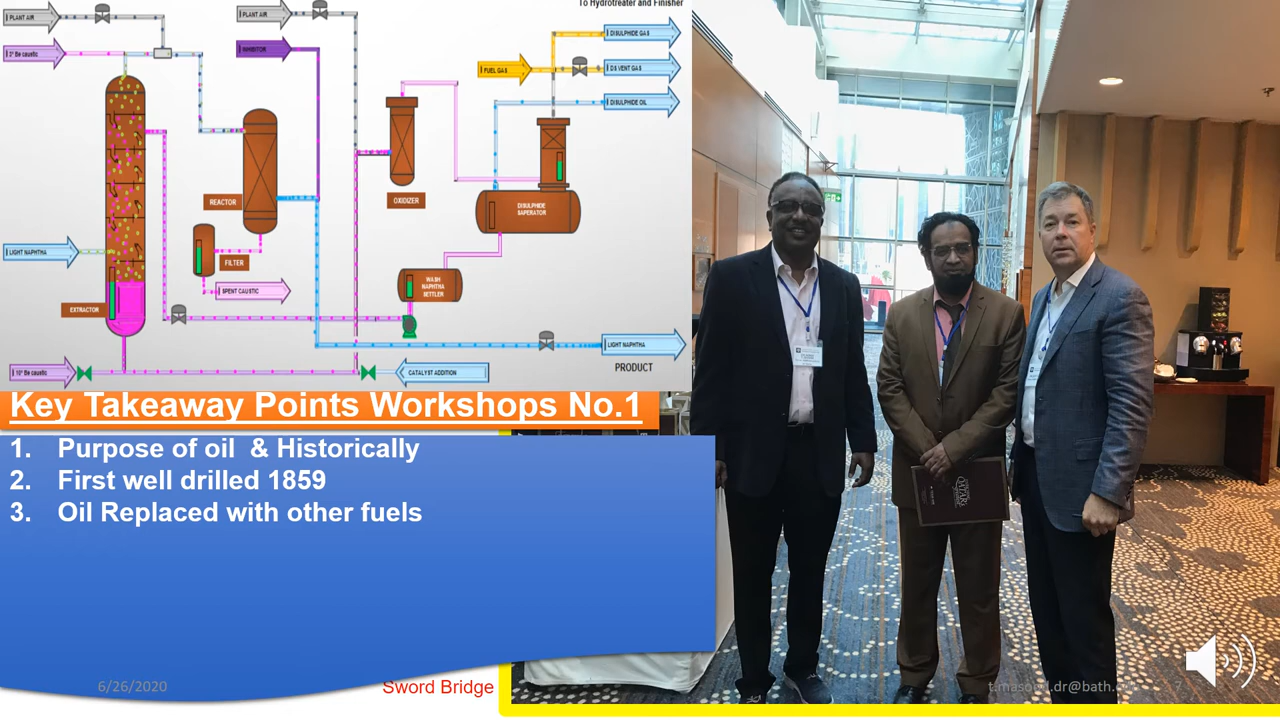 To Hydrotreater and Finisher
PLANT AIR
PLANT AIR
DISULPHIDE GAS
2° Be caustic
INHIBITOR
FUEL GAS
DS VENT GAS
DISULPHIDE OIL
REACTOR
OXIDIZER
DISULPHIDE
SAPERATOR
LIGHT NAPHTHA
FILTER
SPENT CAUSTIC
WASH
NAPHTHA
SETTLER
EXTRACTOR
LIGHT NAPHTHA
PRODUCT
10° Be caustic
CATALYST ADDITION
Key Takeaway Points Workshops No.1
1. Purpose of oil & Historically
2. First well drilled 1859
3. Oil Replaced with other fuels
QATAR
6/26/2020
Sword Bridge
7